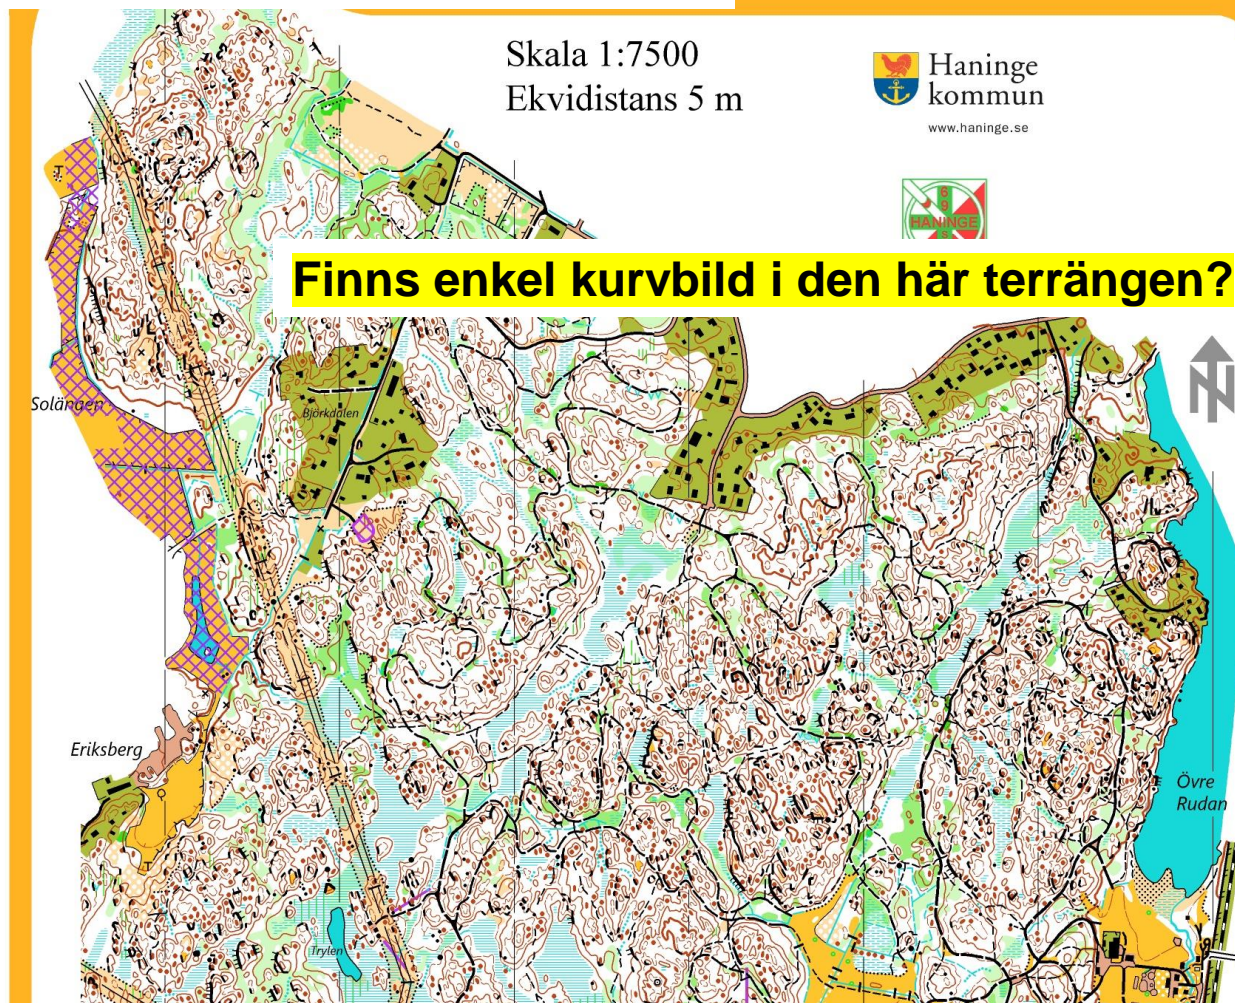 Skala 1:7500
Ekvidistans 5 m
Haninge
kommun
www.haninge.se
HANINGE
Finns enkel kurvbild i den här terrängen?
Solängen
Björkdalen
N
Eriksberg
Övre
Rudan
Trylen